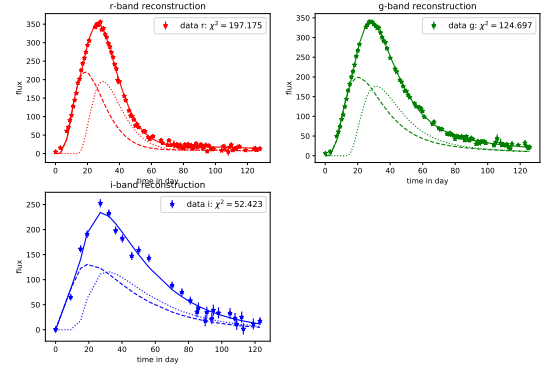 r-band reconstruction
data r: χ² = 197.175
flux
350
300
250
200
150
100
50
0
0 20 40 60 80 100 120
time in day
g-band reconstruction
data g: χ² = 124.697
flux
350
300
250
200
150
100
50
0
0 20 40 60 80 100 120
time in day
i-band reconstruction
data i: χ² = 52.423
flux
250
200
150
100
50
0
0 20 40 60 80 100 120
time in day